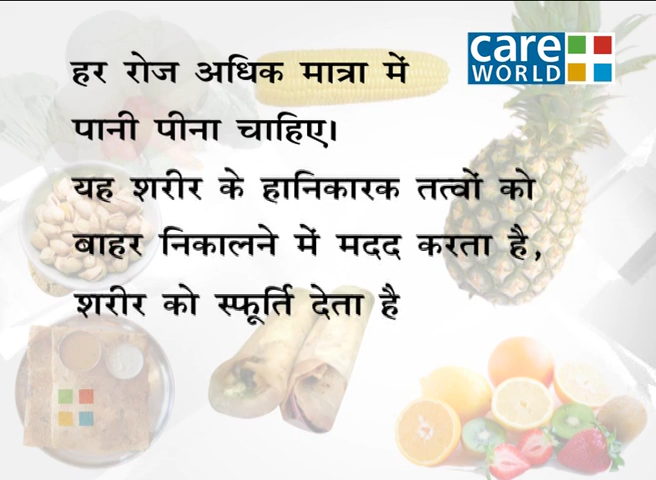 care
WORLD
हर रोज अधिक मात्रा में
पानी पीना चाहिए।
यह शरीर के हानिकारक तत्वों को
बाहर निकालने में मदद करता है,
शरीर को स्फूर्ति देता है